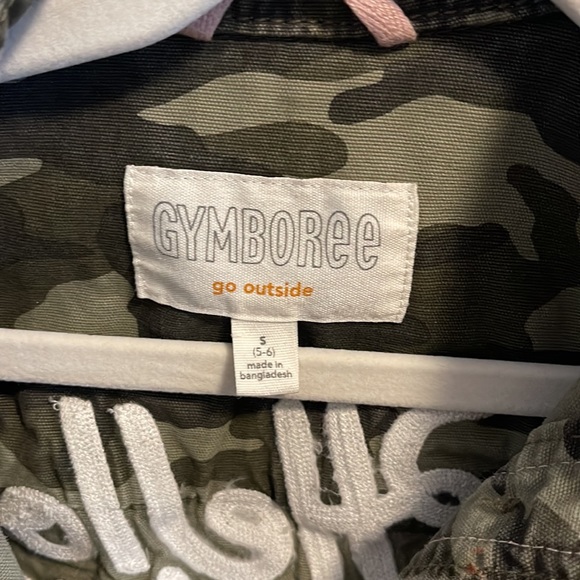 GYMBORee
go outside
S
(5-6)
made in
bangladesh